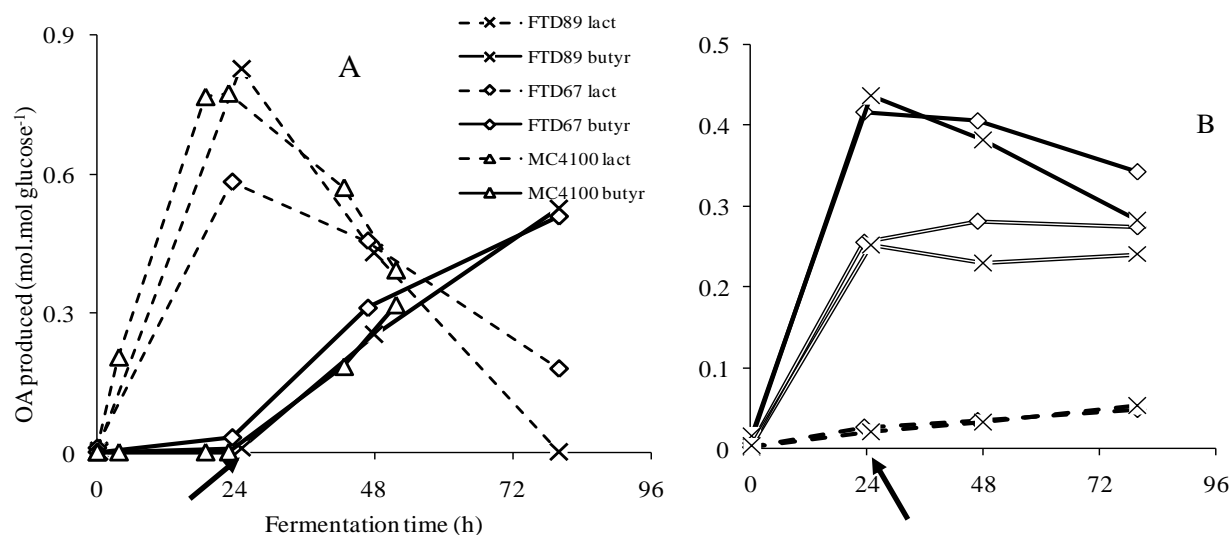 A
FTD89 lact
FTD89 butyr
FTD67 lact
FTD67 butyr
MC4100 lact
MC4100 butyr
OA produced (mol.mol glucose-1)
0.9
0.6
0.3
0
0 24 48 72 96
Fermentation time (h)
B
0.5
0.4
0.3
0.2
0.1
0
0 24 48 72 96